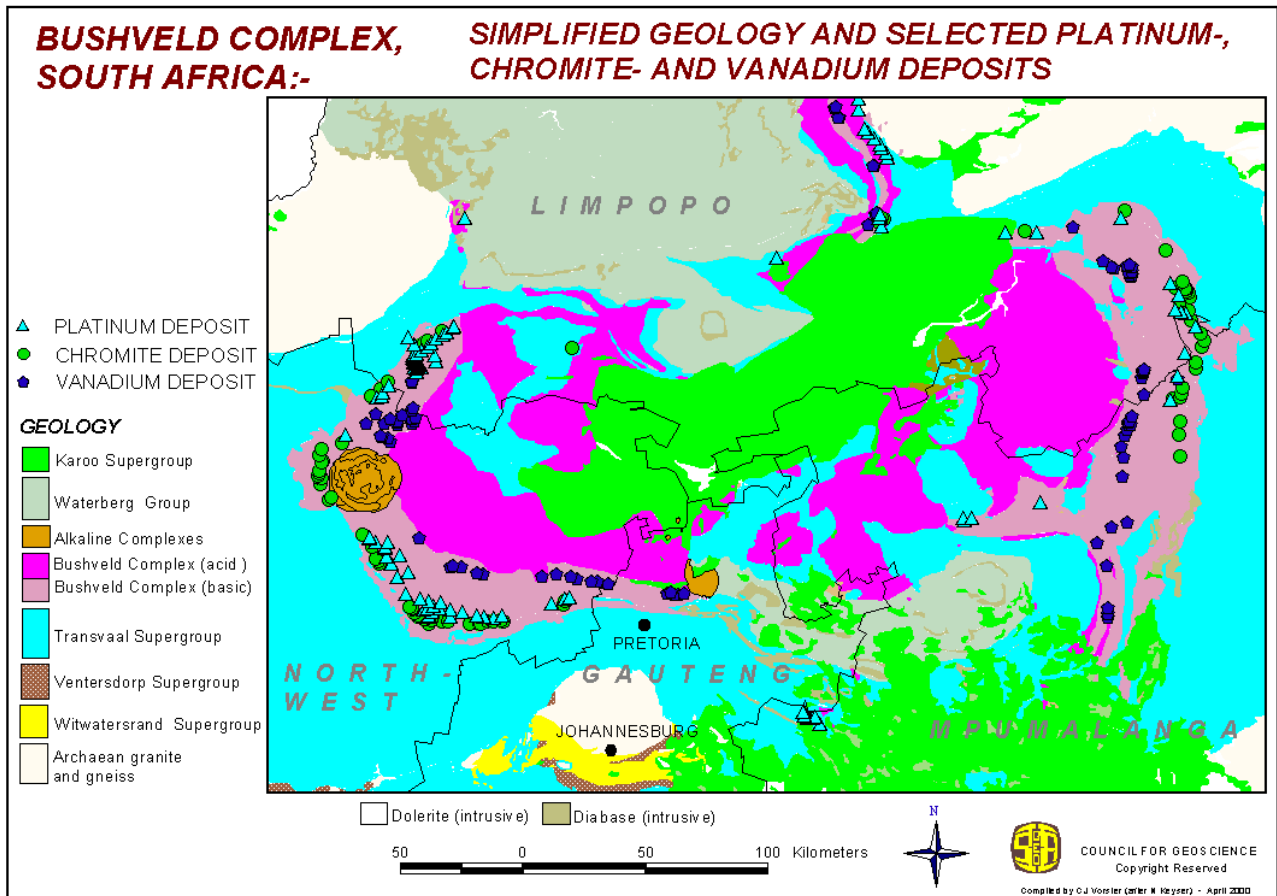 BUSHVELD COMPLEX,
SOUTH AFRICA:-
SIMPLIFIED GEOLOGY AND SELECTED PLATINUM-,
CHROMITE- AND VANADIUM DEPOSITS
PLATINUM DEPOSIT
CHROMITE DEPOSIT
VANADIUM DEPOSIT
GEOLOGY
Karoo Supergroup
Waterberg Group
Alkaline Complexes
Bushveld Complex (acid )
Bushveld Complex (basic)
Transvaal Supergroup
Ventersdorp Supergroup
Witwatersrand Supergroup
Archaean granite
and gneiss
LIMPOPO
PRETORIA
NORTH-
WEST
GAUTENG
JOHANNESBURG
MPUMALANGA
Dolerite (intrusive)
Diabase (intrusive)
50 0 50 100 Kilometers
N
COUNCIL FOR GEOSCIENCE
Copyright Reserved
Compiled by CJ Vorster (after N Keyser) - April 2000